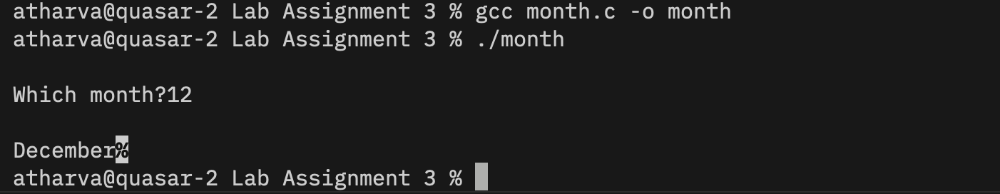 atharva@quasar-2 Lab Assignment 3 % gcc month.c -o month
atharva@quasar-2 Lab Assignment 3 % ./month
Which month?12
December%
atharva@quasar-2 Lab Assignment 3 %